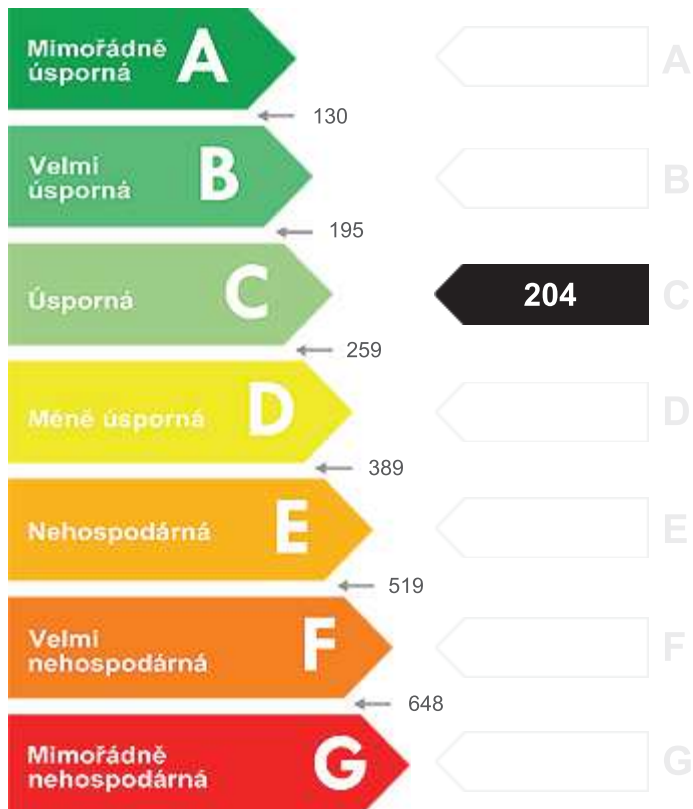 Mimořádně
úsporná
A
A
130
Velmi
úsporná
B
B
195
Úsporná
C
204
C
259
Méně úsporná
D
D
389
Nehospodárná
E
E
519
Velmi
nehospodárná
F
F
648
Mimořádně
nehospodárná
G
G